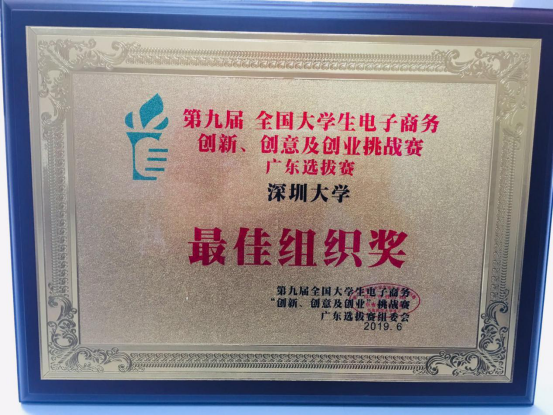 第九届 全国大学生电子商务
创新、创意及创业挑战赛
广东选拔赛
深圳大学
最佳组织奖
第九届全国大学生电子商务
“创新、创意及创业”挑战赛
广东选拔赛组委会
2019.6